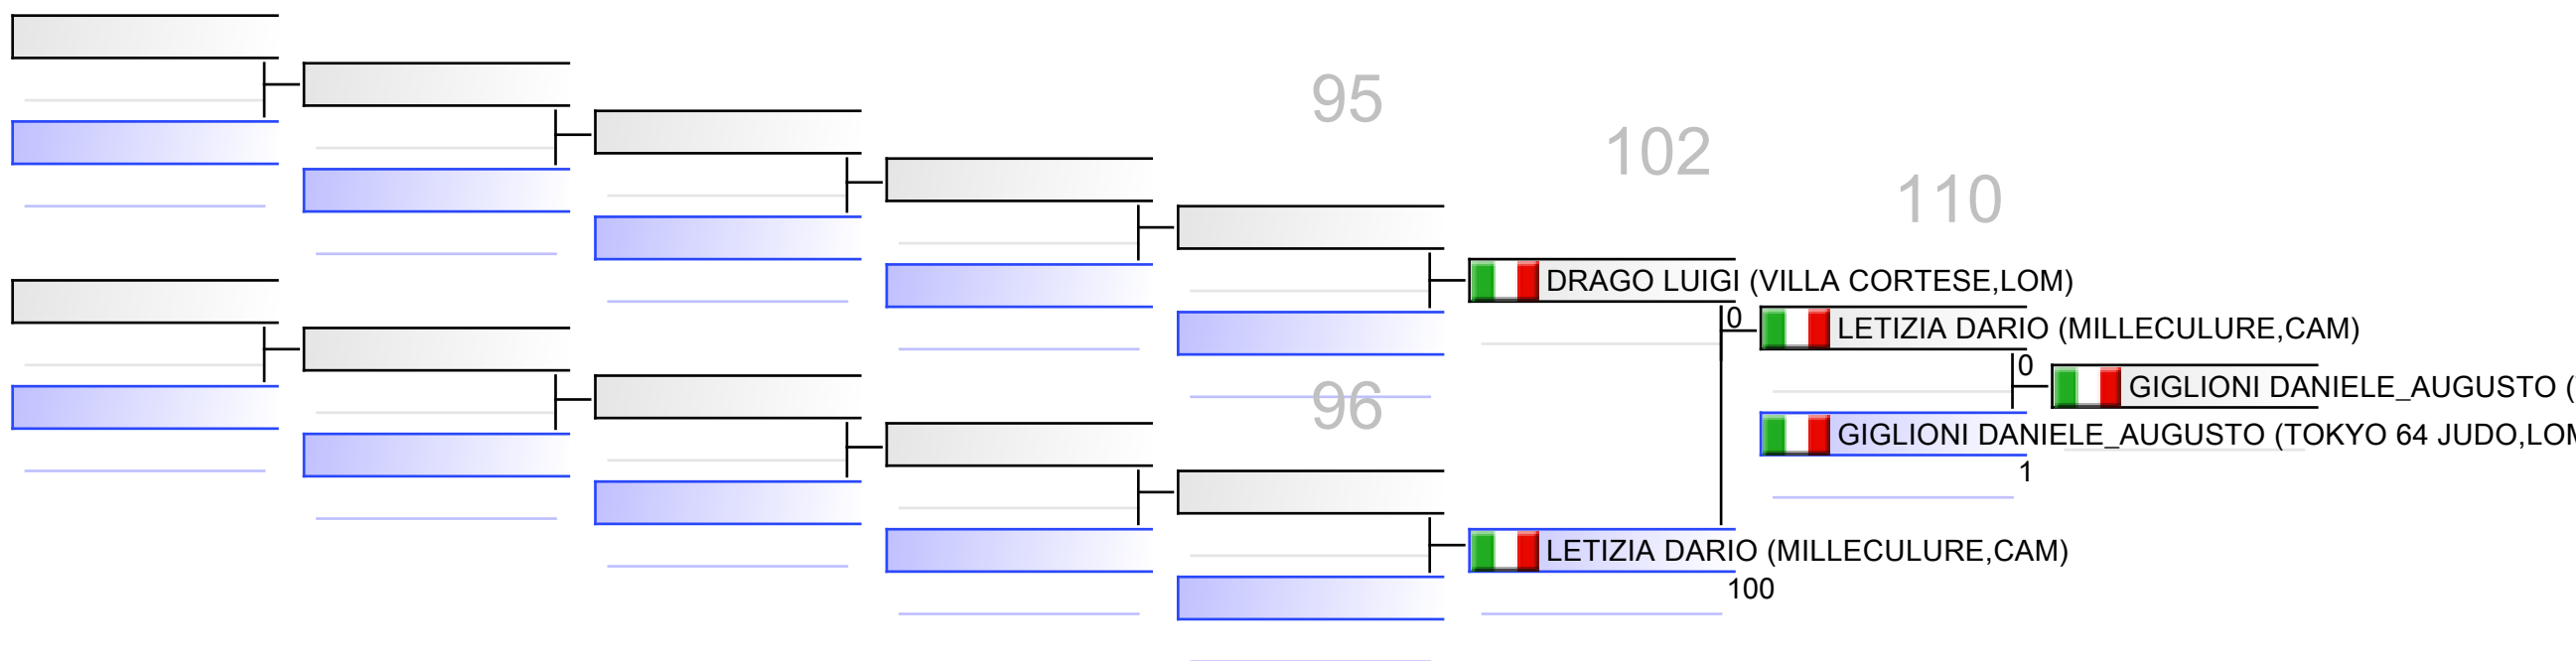 95
102
110
DRAGO LUIGI (VILLA CORTESE,LOM)
0
LETIZIA DARIO (MILLECULURE,CAM)
0
GIGLIONI DANIELE_AUGUSTO (
96
GIGLIONI DANIELE_AUGUSTO (TOKYO 64 JUDO,LOM
1
LETIZIA DARIO (MILLECULURE,CAM)
100